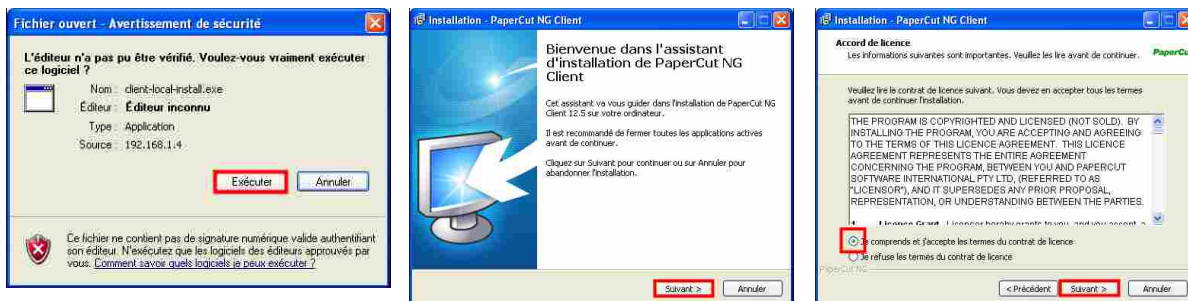 Fichier ouvert - Avertissement de sécurité
L'éditeur n'a pas pu être vérifié. Voulez-vous vraiment exécuter
ce logiciel ?
Nom : client-local-install.exe
Éditeur : Éditeur inconnu
Type : Application
Source : 192.168.1.4
Exécuter Annuler
Ce fichier ne contient pas de signature numérique valide authentifiant
son éditeur. N'exécutez que les logiciels des éditeurs approuvés par
vous. Comment savoir quels logiciels je peux exécuter ?
Installation - PaperCut NG Client
Bienvenue dans l'assistant
d'installation de PaperCut NG
Client
Cet assistant va vous guider dans l'installation de PaperCut NG
Client 12.5 sur votre ordinateur.
Il est recommandé de fermer toutes les applications actives
avant de continuer.
Cliquez sur Suivant pour continuer ou sur Annuler pour
abandonner l'installation.
Suivant > Annuler
Installation - PaperCut NG Client
Accord de licence
Les informations suivantes sont importantes. Veuillez les lire avant de continuer.
PaperCu
Veuillez lire le contrat de licence suivant. Vous devez en accepter tous les termes
avant de continuer l'installation.
THE PROGRAM IS COPYRIGHTED AND LICENSED (NOT SOLD). BY
INSTALLING THE PROGRAM, YOU ARE ACCEPTING AND AGREEING
TO THE TERMS OF THIS LICENCE AGREEMENT. THIS LICENCE
AGREEMENT REPRESENTS THE ENTIRE AGREEMENT
CONCERNING THE PROGRAM, BETWEEN YOU AND PAPERCUT
SOFTWARE INTERNATIONAL PTY LTD, (REFERRED TO AS
"LICENSOR"), AND IT SUPERSEDES ANY PRIOR PROPOSAL,
REPRESENTATION, OR UNDERSTANDING BETWEEN THE PARTIES.
1. Licence Grant. Licensor hereby grants to you, and you accept, a
Je comprends et j'accepte les termes du contrat de licence
Je refuse les termes du contrat de licence
PaperCut NG
< Précédent Suivant > Annuler